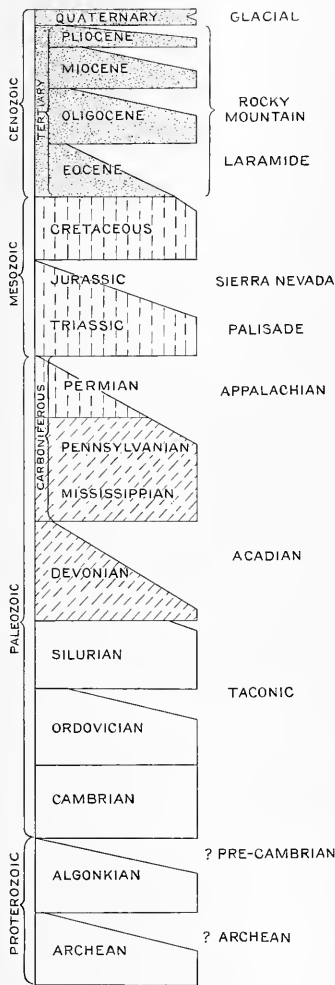 QUATERNARY GLACIAL
PLIOCENE
MIOCENE
ROCKY
MOUNTAIN
OLIGOCENE
CENOZOIC
TERTIARY
LARAMIDE
EOCENE
CRETACEOUS
MESOZOIC
JURASSIC SIERRA NEVADA
TRIASSIC PALISADE
PERMIAN APPALACHIAN
CARBONIFEROUS
PENNSYLVANIAN
MISSISSIPPIAN
ACADIAN
DEVONIAN
PALEOZOIC
SILURIAN
TACONIC
ORDOVICIAN
CAMBRIAN
? PRE-CAMBRIAN
ALGONKIAN
PROTEROZOIC
? ARCHEAN
ARCHEAN